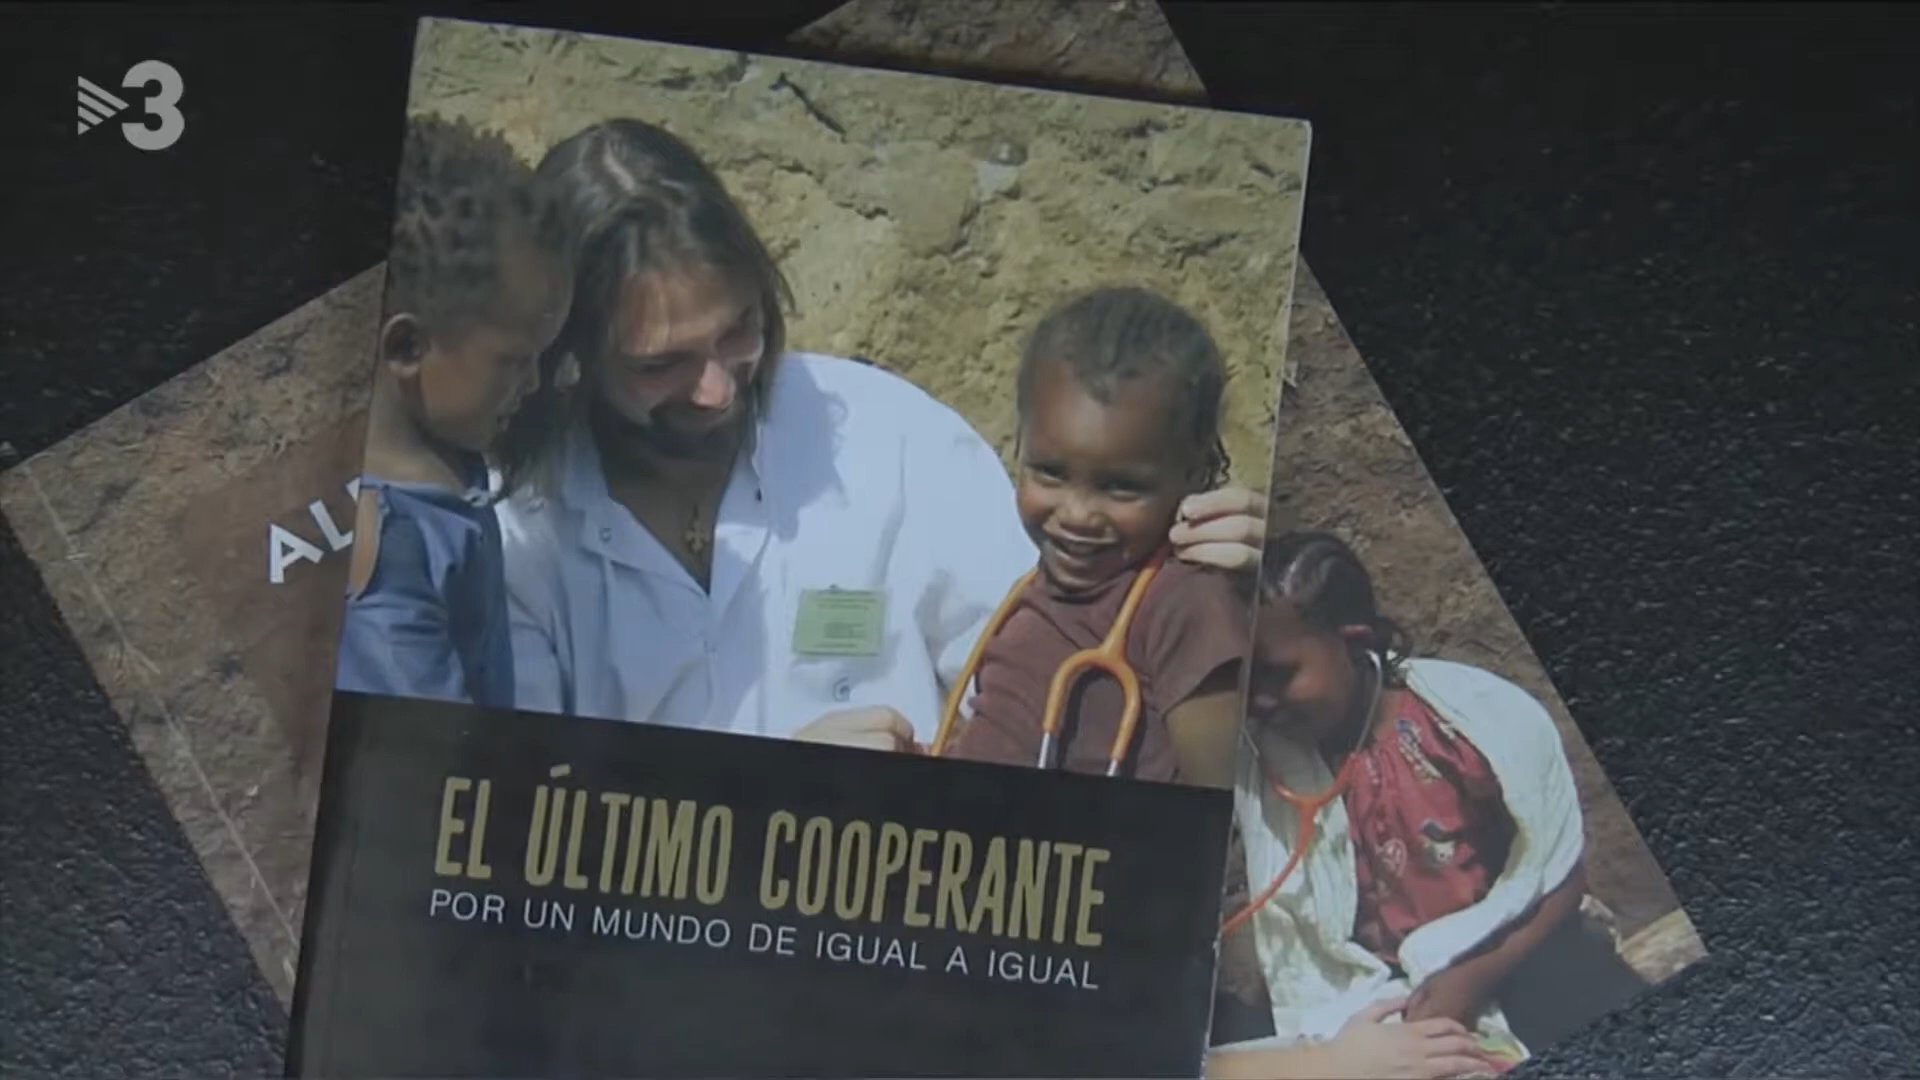 3
AL
EL ÚLTIMO COOPERANTE
POR UN MUNDO DE IGUAL A IGUAL